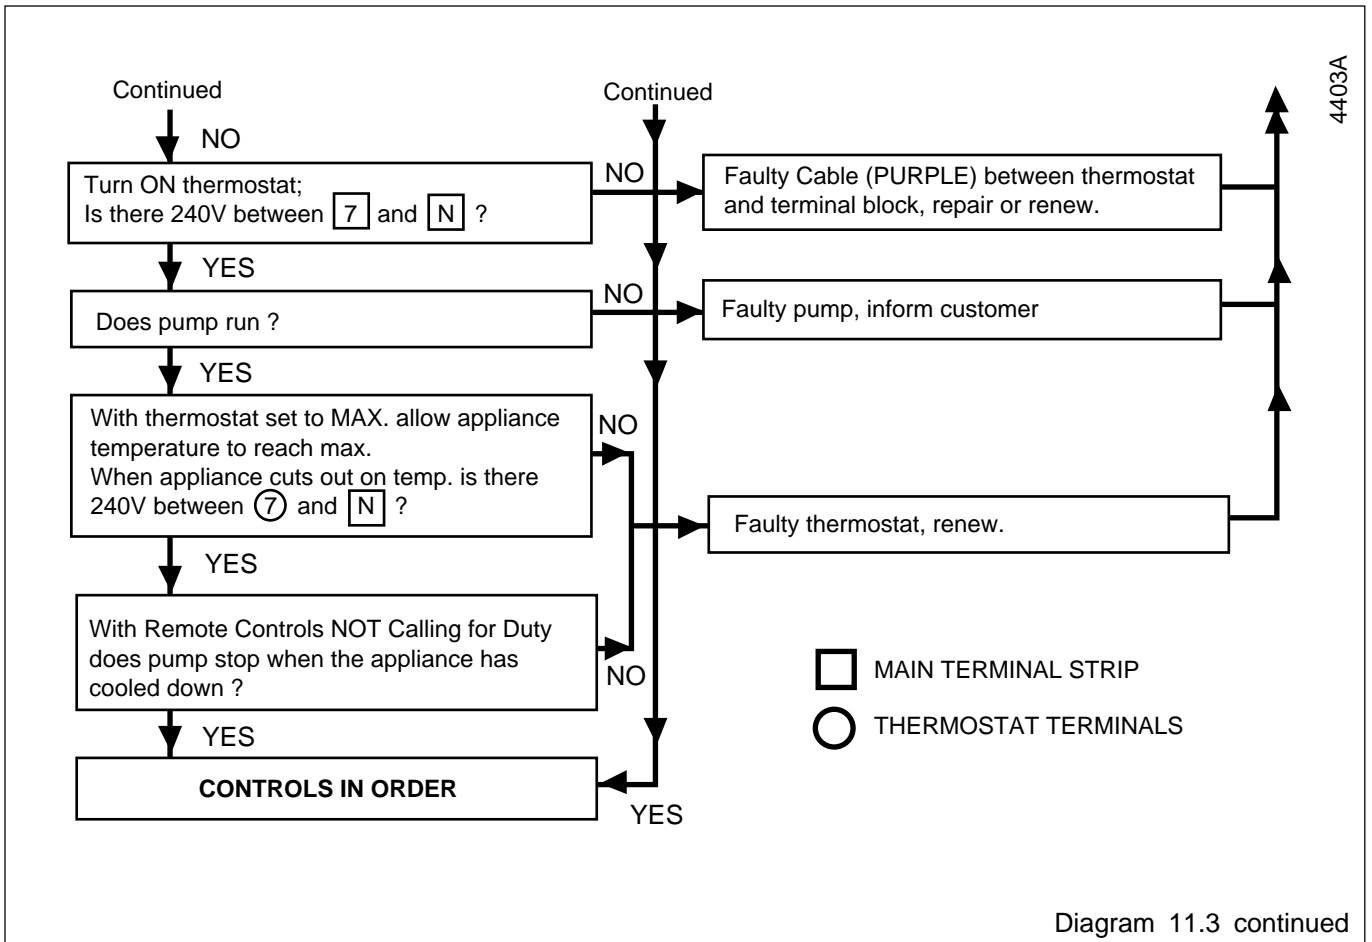 4403A
Continued
Continued
NO
Turn ON thermostat;
Is there 240V between 7 and N ?
NO
Faulty Cable (PURPLE) between thermostat
and terminal block, repair or renew.
YES
Does pump run ?
NO
Faulty pump, inform customer
YES
With thermostat set to MAX. allow appliance
temperature to reach max.
When appliance cuts out on temp. is there
240V between 7 and N ?
NO
Faulty thermostat, renew.
YES
With Remote Controls NOT Calling for Duty
does pump stop when the appliance has
cooled down ?
NO
MAIN TERMINAL STRIP
THERMOSTAT TERMINALS
YES
CONTROLS IN ORDER
YES
Diagram 11.3 continued